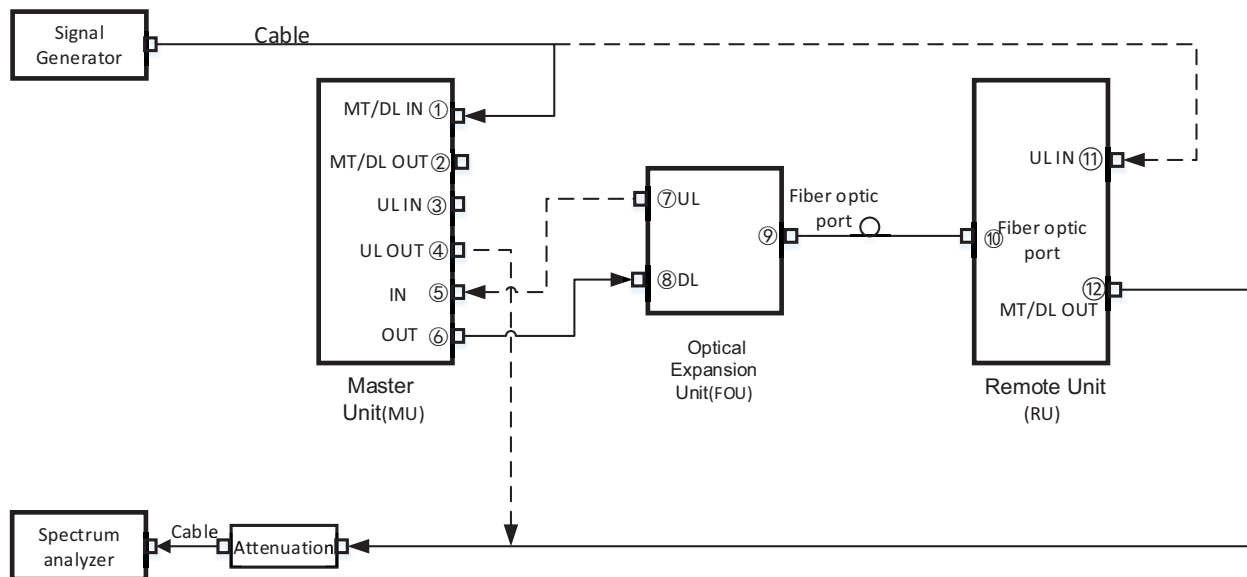 Signal
Generator
Cable
MT/DL IN ①
MT/DL OUT ②
UL IN ③
UL OUT ④
IN ⑤
OUT ⑥
Master
Unit(MU)
⑦UL
⑧DL
⑨
Optical
Expansion
Unit(FOU)
Fiber optic
port
UL IN ⑪
⑩Fiber optic
port
⑫
MT/DL OUT
Remote Unit
(RU)
Spectrum
analyzer
Cable
Attenuation